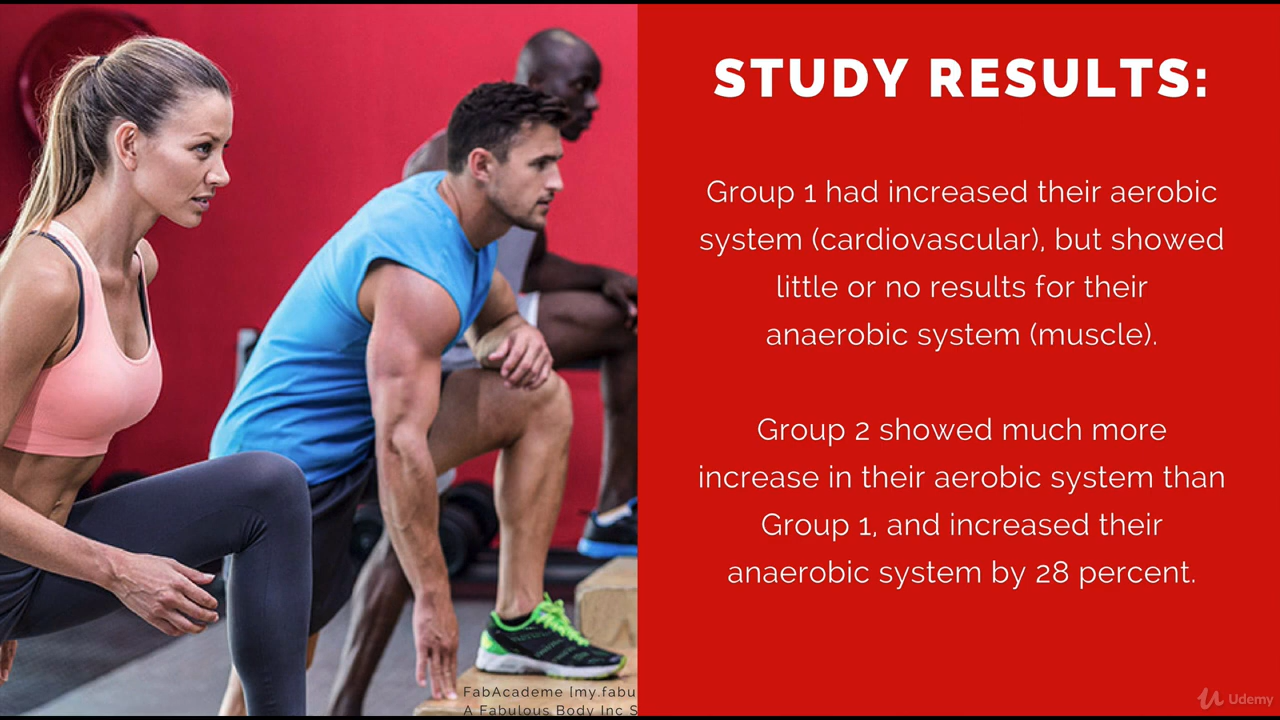 STUDY RESULTS:
Group 1 had increased their aerobic
system (cardiovascular), but showed
little or no results for their
anaerobic system (muscle).
Group 2 showed much more
increase in their aerobic system than
Group 1, and increased their
anaerobic system by 28 percent.
FabAcademe [my.fabu
A Fabulous Body Inc S
Udemy